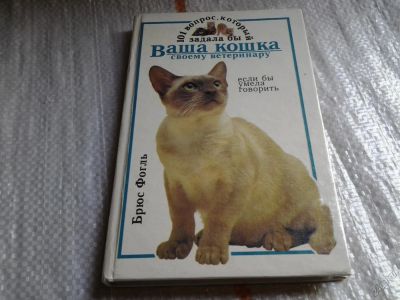 101 вопрос, который
задала бы
Ваша кошка
своему ветеринару
если бы
умела
говорить
Брюс Фогль